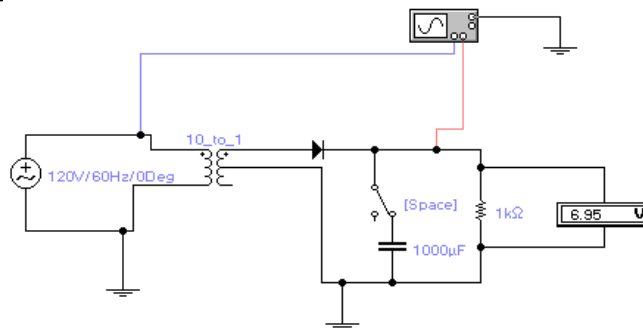 10_to_1
120V/60Hz/0Deg
[Space]
1kΩ
6.95 V
1000µF